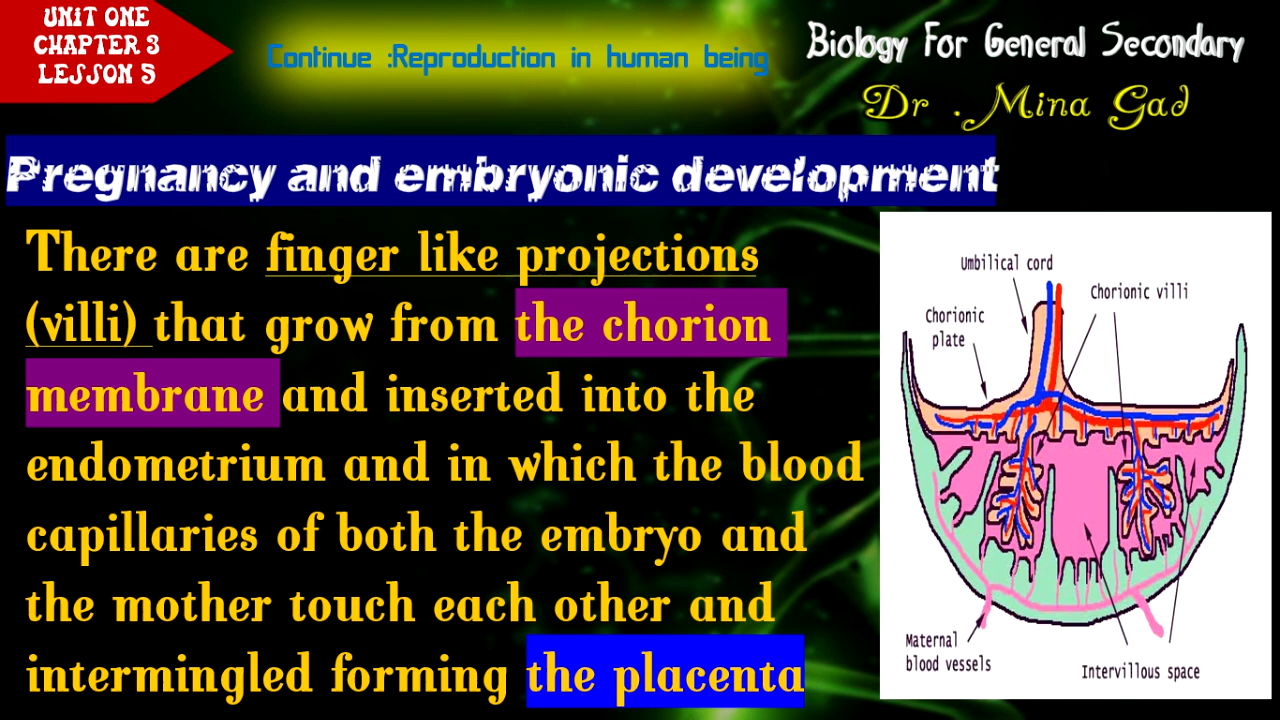 UNIT ONE
CHAPTER 3
LESSON 5
Continue :Reproduction in human being
Biology For General Secondary
Dr . Mina Gad
Pregnancy and embryonic development
There are finger like projections
(villi) that grow from the chorion
membrane and inserted into the
endometrium and in which the blood
capillaries of both the embryo and
the mother touch each other and
intermingled forming the placenta
Umbilical cord
Chorionic villi
Chorionic
plate
Maternal
blood vessels
Intervillous space